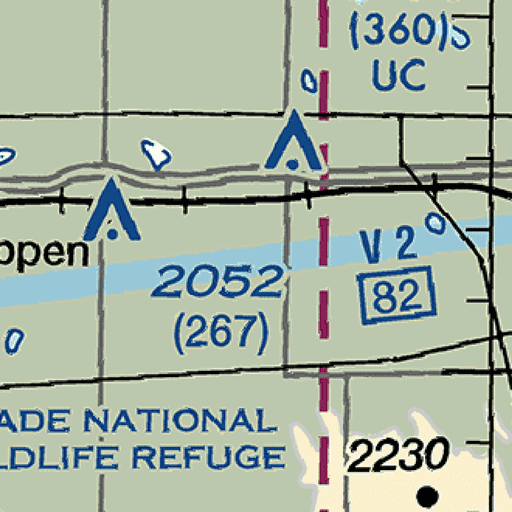 (360)
UC
ppen
V 2
82
2052
(267)
ADE NATIONAL
LDLIFE REFUGE
2230